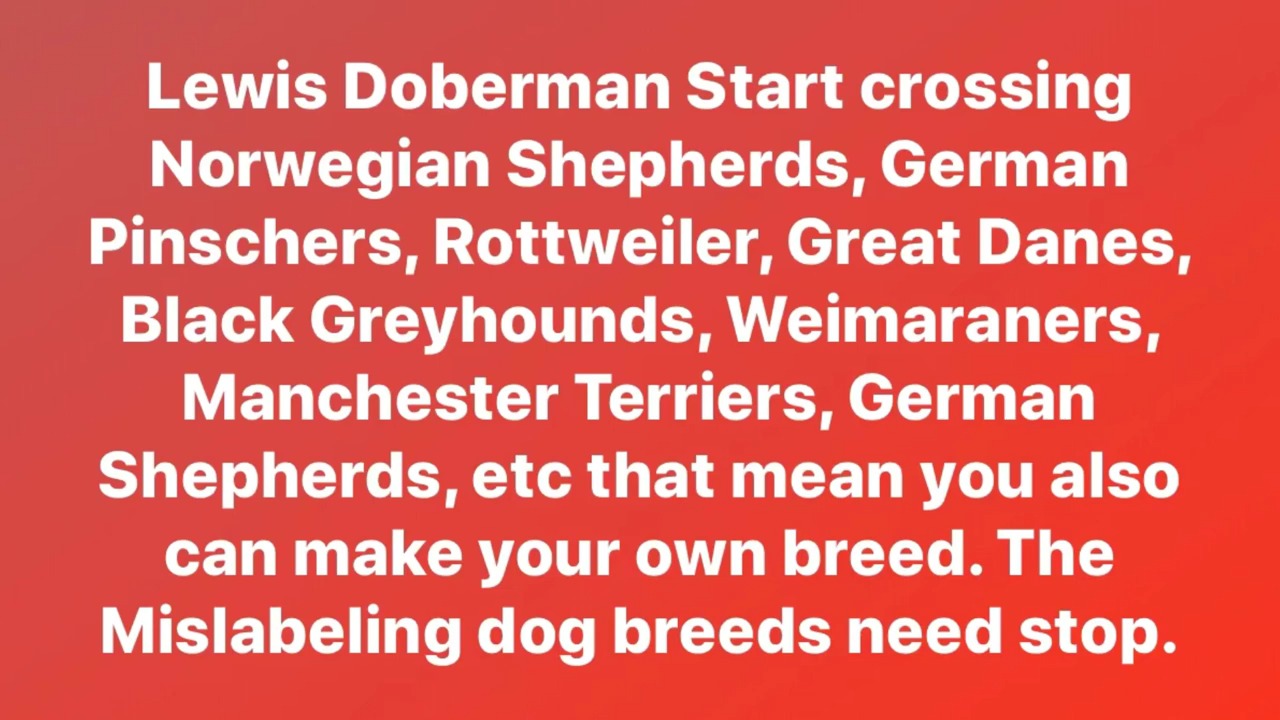 Lewis Doberman Start crossing
Norwegian Shepherds, German
Pinschers, Rottweiler, Great Danes,
Black Greyhounds, Weimaraners,
Manchester Terriers, German
Shepherds, etc that mean you also
can make your own breed. The
Mislabeling dog breeds need stop.